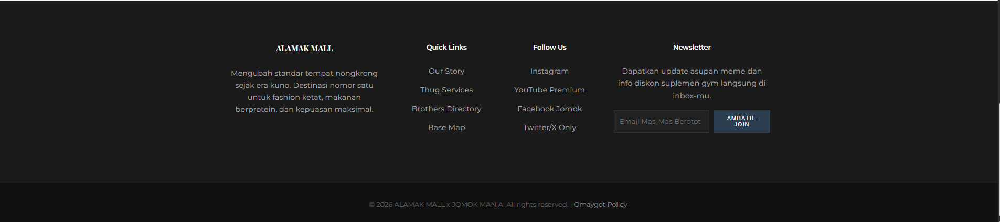 ALAMAK MALL
Mengubah standar tempat nongkrong
sejak era kuno. Destinasi nomor satu
untuk fashion ketat, makanan
berprotein, dan kepuasan maksimal.
Quick Links
Our Story
Thug Services
Brothers Directory
Base Map
Follow Us
Instagram
YouTube Premium
Facebook Jomok
Twitter/X Only
Newsletter
Dapatkan update asupan meme dan
info diskon suplemen gym langsung di
inbox-mu.
Email Mas-Mas Berotot
AMBATU-
JOIN
© 2026 ALAMAK MALL x JOMOK MANIA. All rights reserved. | Omaygot Policy